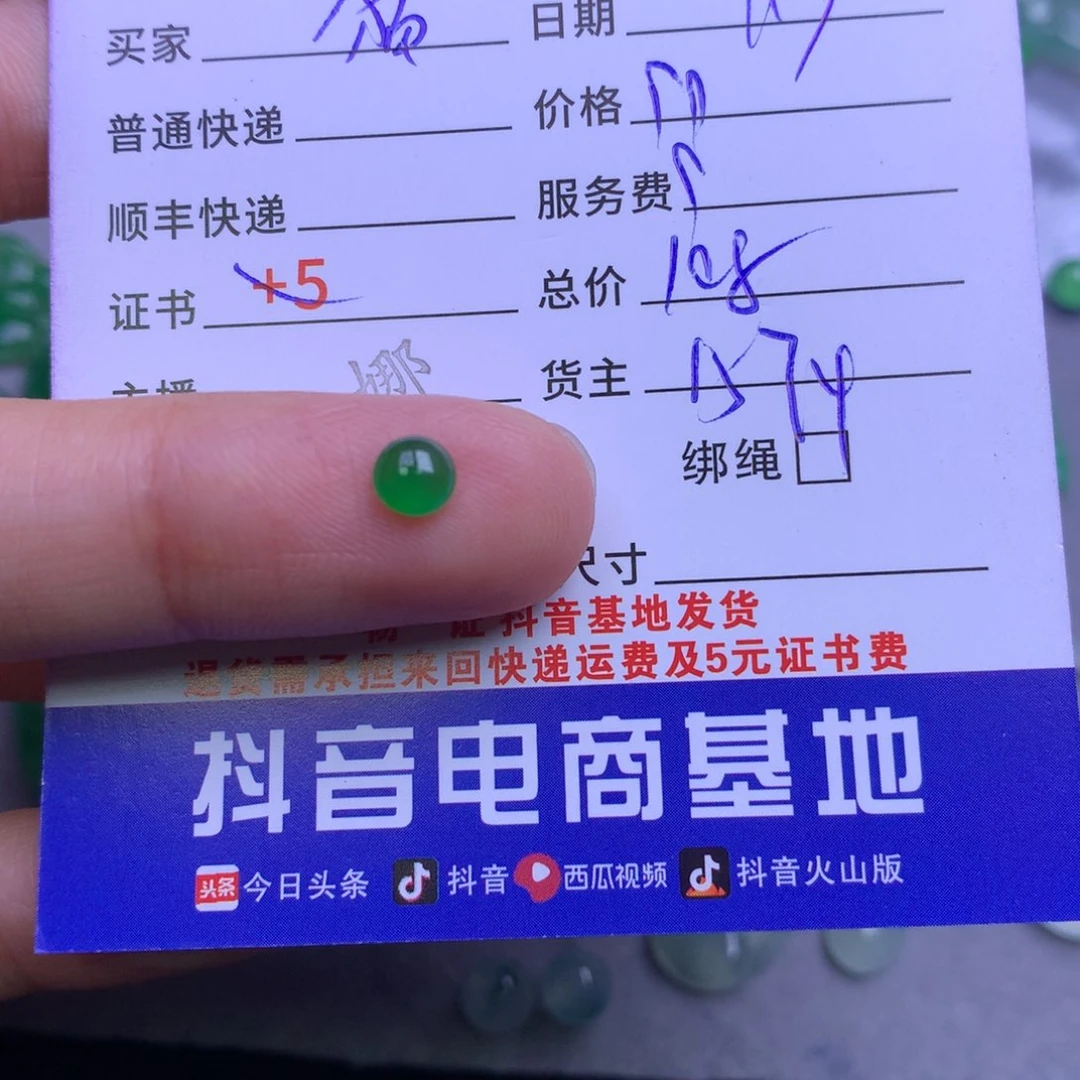 买家 日期
普通快递 价格
顺丰快递 服务费
证书 +5 总价 108
主播 娜 货主
绑绳
尺寸
抖音基地发货
退货需承担来回快递运费及5元证书费
抖音电商基地
头条 今日头条 抖音 西瓜视频 抖音火山版